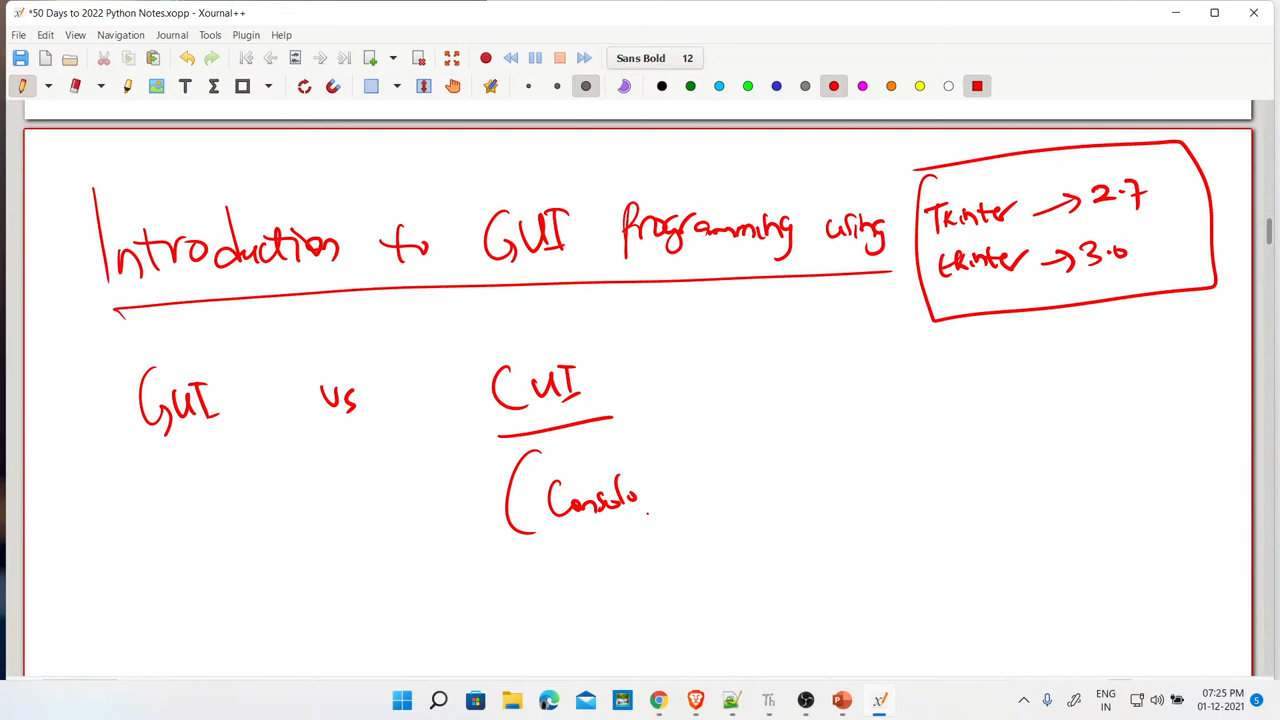 *50 Days to 2022 Python Notes.xopp - Xournal++
File Edit View Navigation Journal Tools Plugin Help
Sans Bold 12
Introduction to GUI Programming using
Tkinter → 2.7
tkinter → 3.0
GUI vs CUI
(Console
ENG
IN
07:25 PM
01-12-2021
5